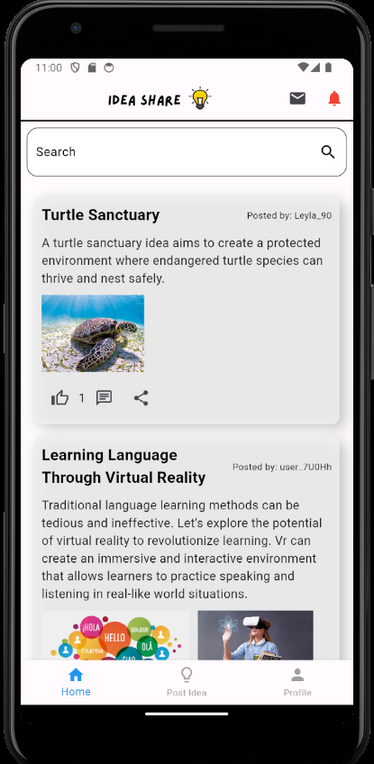 11:00
IDEA SHARE
Search
Turtle Sanctuary
Posted by: Leyla_90
A turtle sanctuary idea aims to create a protected
environment where endangered turtle species can
thrive and nest safely.
1
Learning Language
Through Virtual Reality
Posted by: user_7U0Hh
Traditional language learning methods can be
tedious and ineffective. Let's explore the potential
of virtual reality to revolutionize learning. Vr can
create an immersive and interactive environment
that allows learners to practice speaking and
listening in real-like world situations.
¡HOLA
HELLO
OLÁ
Home
Post Idea
Profile